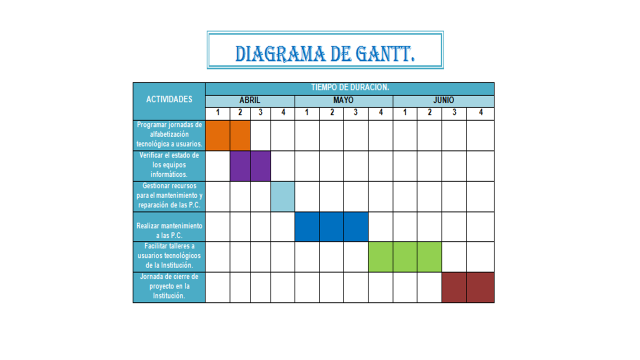 DIAGRAMA DE GANTT.
ACTIVIDADES
TIEMPO DE DURACION.
ABRIL MAYO JUNIO
1 2 3 4 1 2 3 4 1 2 3 4
Programar jornadas de
alfabetización
tecnológica a usuarios.
Verificar el estado de
los equipos
informáticos.
Gestionar recursos
para el mantenimiento y
reparación de las P.C.
Realizar mantenimiento
a las P.C.
Facilitar talleres a
usuarios tecnológicos
de la Institución.
Jornada de cierre de
proyecto en la
Institución.